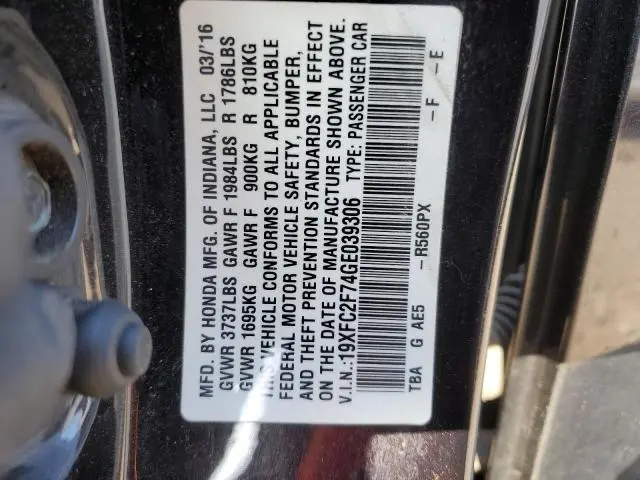 MFD. BY HONDA MFG. OF INDIANA, LLC 03/'16
GVWR 3737LBS GAWR F 1984LBS R 1786LBS
GVWR 1695KG GAWR F 900KG R 810KG
THIS VEHICLE CONFORMS TO ALL APPLICABLE
FEDERAL MOTOR VEHICLE SAFETY, BUMPER,
AND THEFT PREVENTION STANDARDS IN EFFECT
ON THE DATE OF MANUFACTURE SHOWN ABOVE.
V.I.N.:19XFC2F74GE039306 TYPE: PASSENGER CAR
TBA G AE5 -R560PX -F -E